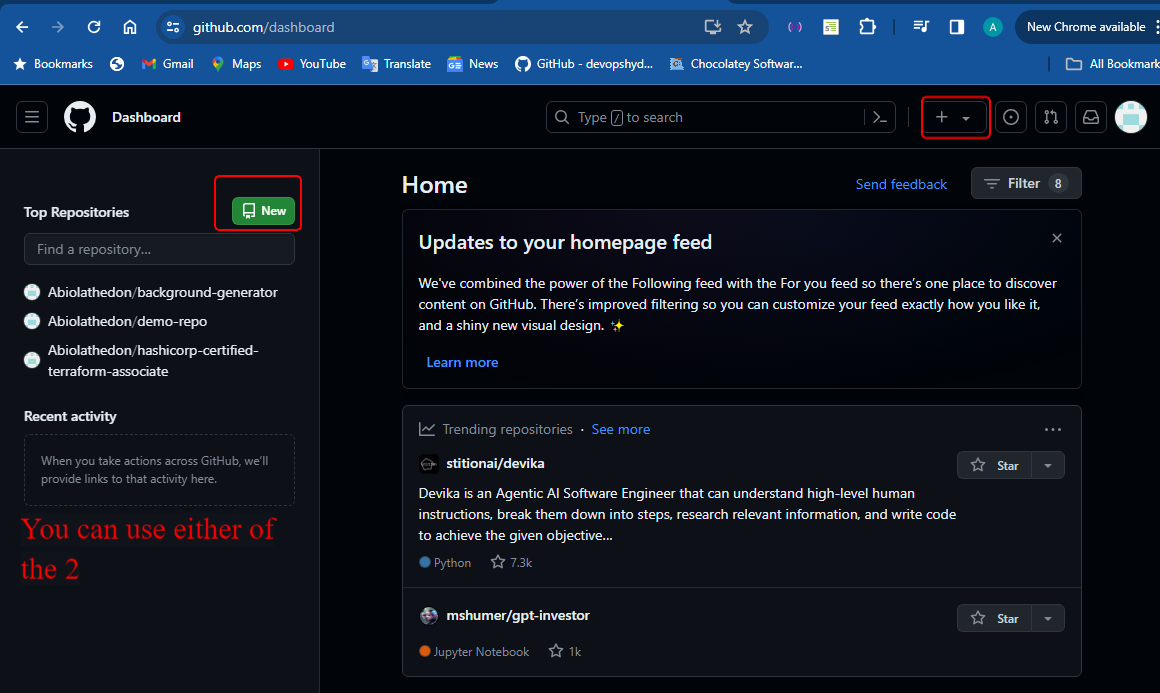 github.com/dashboard
A
New Chrome available
Bookmarks
Gmail
Maps
YouTube
Translate
News
GitHub - devopshyd...
Chocolatey Softwar...
All Bookmark
Dashboard
Type / to search
Top Repositories
New
Find a repository...
Abiolathedon/background-generator
Abiolathedon/demo-repo
Abiolathedon/hashicorp-certified-
terraform-associate
Recent activity
When you take actions across GitHub, we'll
provide links to that activity here.
You can use either of
the 2
Home
Send feedback
Filter 8
Updates to your homepage feed
We've combined the power of the Following feed with the For you feed so there's one place to discover
content on GitHub. There's improved filtering so you can customize your feed exactly how you like it,
and a shiny new visual design. ✨
Learn more
Trending repositories · See more
stitionai/devika
Star
Devika is an Agentic AI Software Engineer that can understand high-level human
instructions, break them down into steps, research relevant information, and write code
to achieve the given objective...
Python 7.3k
mshumer/gpt-investor
Star
Jupyter Notebook 1k